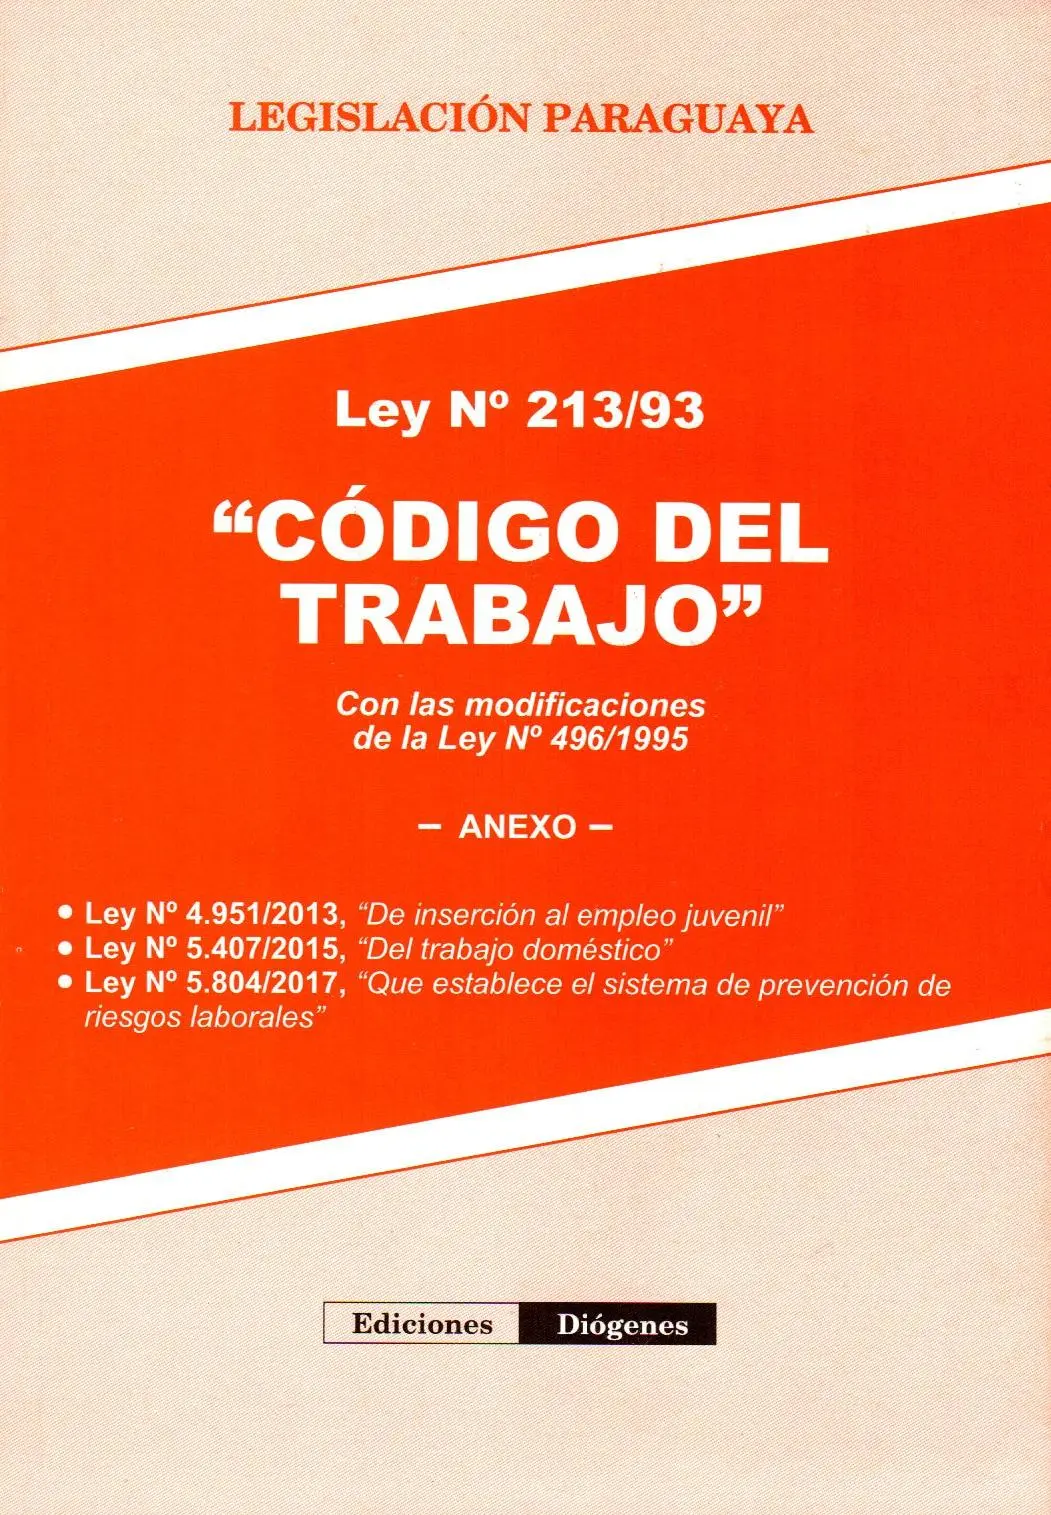 LEGISLACIÓN PARAGUAYA
Ley Nº 213/93
“CÓDIGO DEL
TRABAJO”
Con las modificaciones
de la Ley Nº 496/1995
– ANEXO –
• Ley Nº 4.951/2013, “De inserción al empleo juvenil”
• Ley Nº 5.407/2015, “Del trabajo doméstico”
• Ley Nº 5.804/2017, “Que establece el sistema de prevención de
riesgos laborales”
Ediciones Diógenes